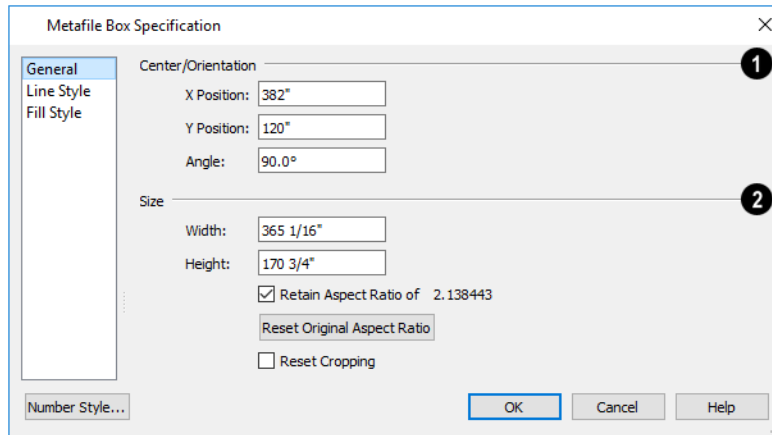 Metafile Box Specification
General
Line Style
Fill Style
Center/Orientation
1
X Position: 382"
Y Position: 120"
Angle: 90.0°
Size
2
Width: 365 1/16"
Height: 170 3/4"
Retain Aspect Ratio of 2.138443
Reset Original Aspect Ratio
Reset Cropping
Number Style...
OK
Cancel
Help